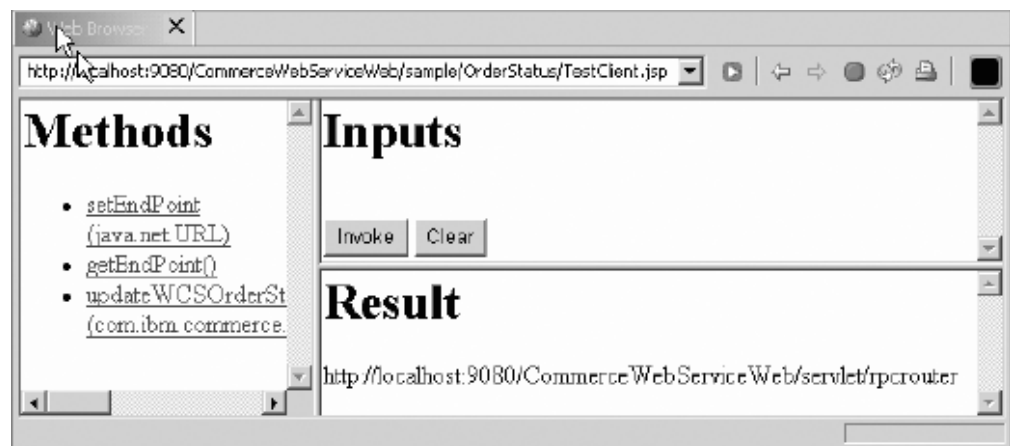 Web Browser
http://localhost:9080/CommerceWebServiceWeb/sample/OrderStatus/TestClient.jsp
Methods
setEndPoint
(java.net.URL)
getEndPoint()
updateWCSOrderSt
(com.ibm.commerce.
Inputs
Invoke Clear
Result
http://localhost:9080/CommerceWebServiceWeb/servlet/rpcrouter